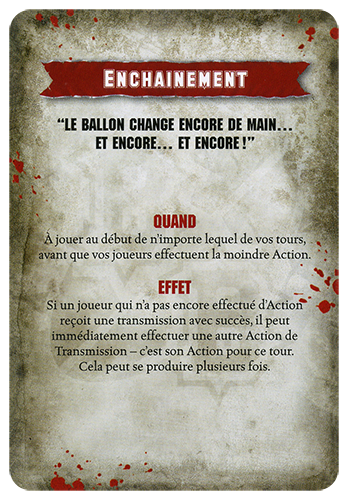 ENCHAINEMENT
“LE BALLON CHANGE ENCORE DE MAIN...
ET ENCORE... ET ENCORE !”
QUAND
À jouer au début de n’importe lequel de vos tours,
avant que vos joueurs effectuent la moindre Action.
EFFET
Si un joueur qui n’a pas encore effectué d’Action
reçoit une transmission avec succès, il peut
immédiatement effectuer une autre Action de
Transmission – c’est son Action pour ce tour.
Cela peut se produire plusieurs fois.